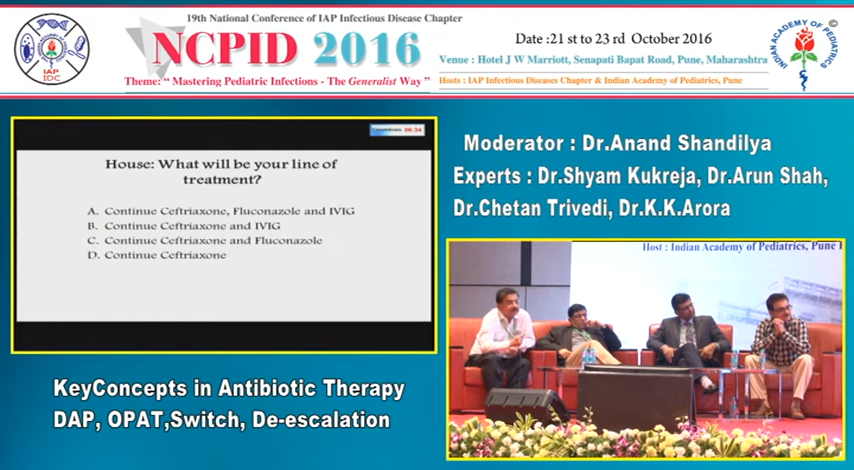 19th National Conference of IAP Infectious Disease Chapter
NCPID 2016
Theme: “ Mastering Pediatric Infections - The Generalist Way ”
IAP
IDC
Date :21 st to 23 rd October 2016
Venue : Hotel J W Marriott, Senapati Bapat Road, Pune, Maharashtra
Hosts : IAP Infectious Diseases Chapter & Indian Academy of Pediatrics, Pune
INDIAN ACADEMY OF PEDIATRICS
©
Countdown 06:34
House: What will be your line of
treatment?
A. Continue Ceftriaxone, Fluconazole and IVIG
B. Continue Ceftriaxone and IVIG
C. Continue Ceftriaxone and Fluconazole
D. Continue Ceftriaxone
Moderator : Dr.Anand Shandilya
Experts : Dr.Shyam Kukreja, Dr.Arun Shah,
Dr.Chetan Trivedi, Dr.K.K.Arora
Host : Indian Academy of Pediatrics, Pune
KeyConcepts in Antibiotic Therapy
DAP, OPAT,Switch, De-escalation